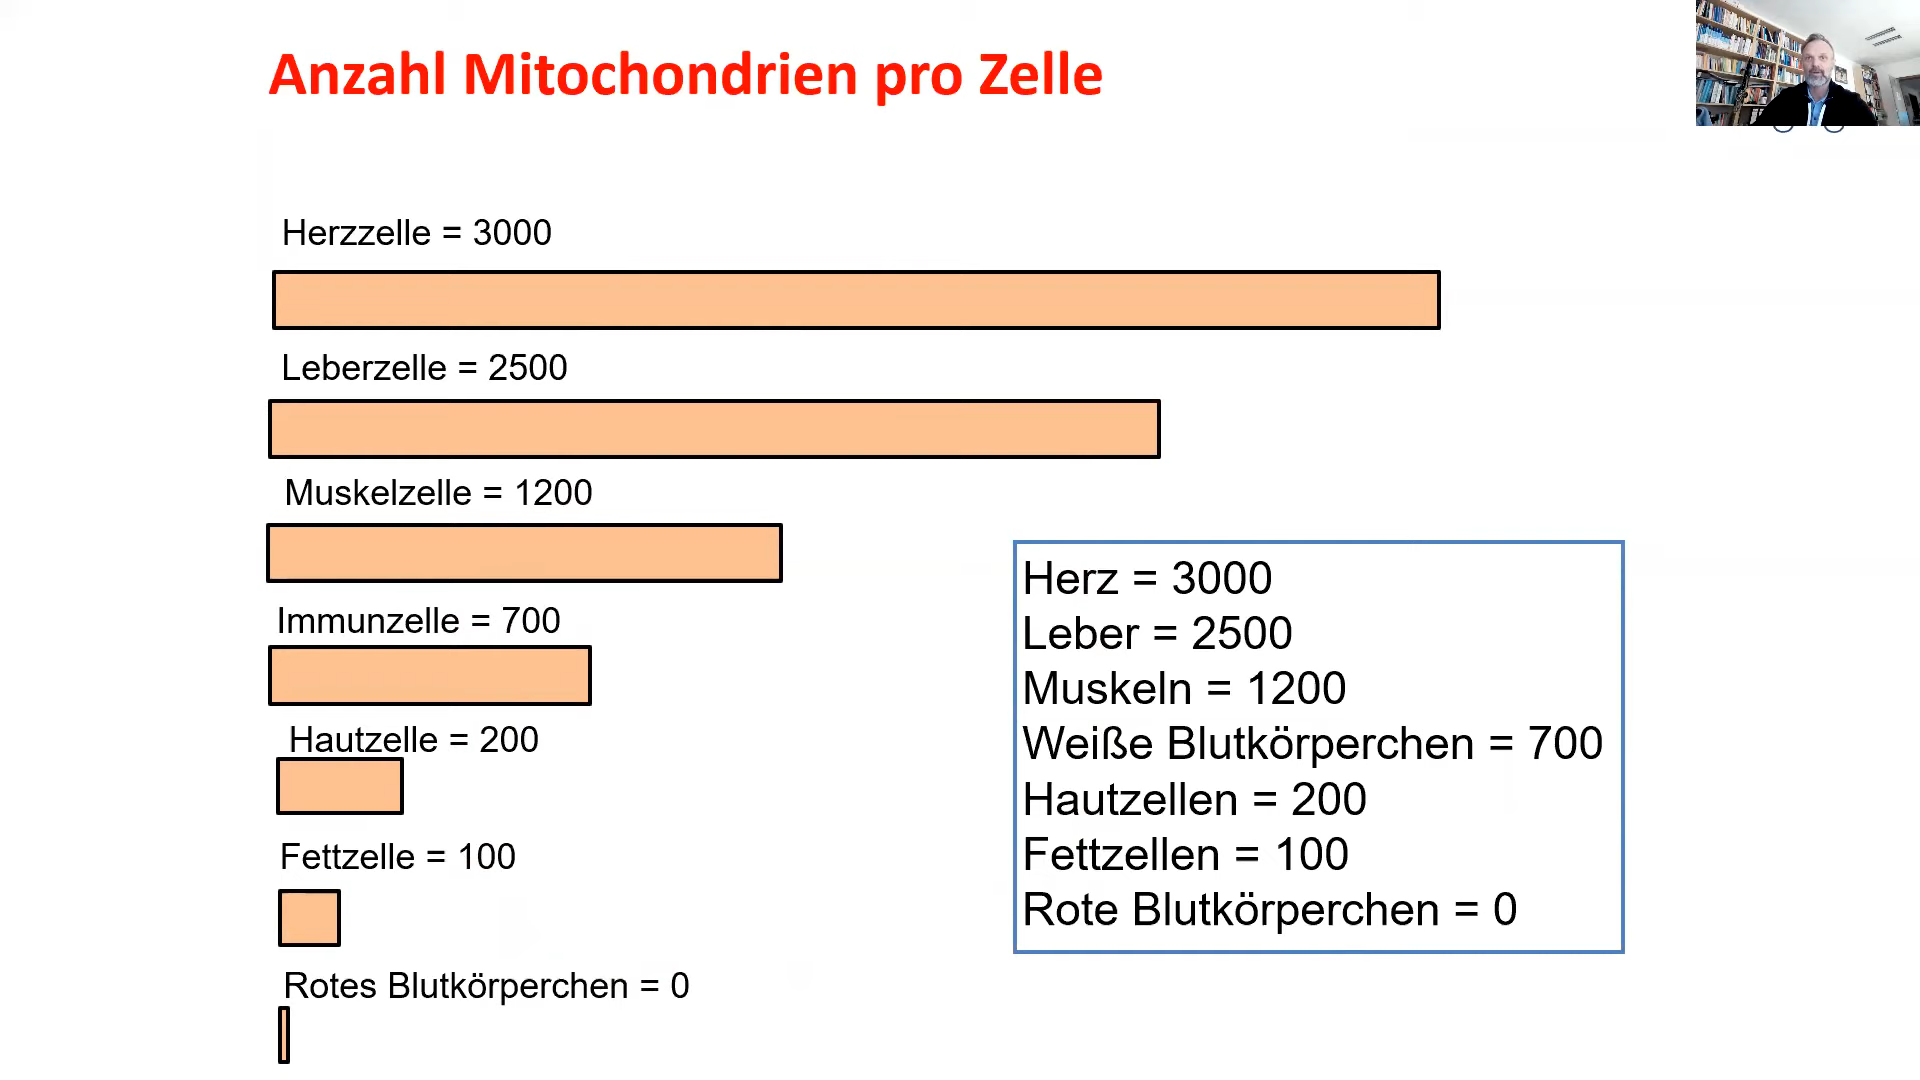 Anzahl Mitochondrien pro Zelle
Herzzelle = 3000
Leberzelle = 2500
Muskelzelle = 1200
Immunzelle = 700
Hautzelle = 200
Fettzelle = 100
Rotes Blutkörperchen = 0
Herz = 3000
Leber = 2500
Muskeln = 1200
Weiße Blutkörperchen = 700
Hautzellen = 200
Fettzellen = 100
Rote Blutkörperchen = 0